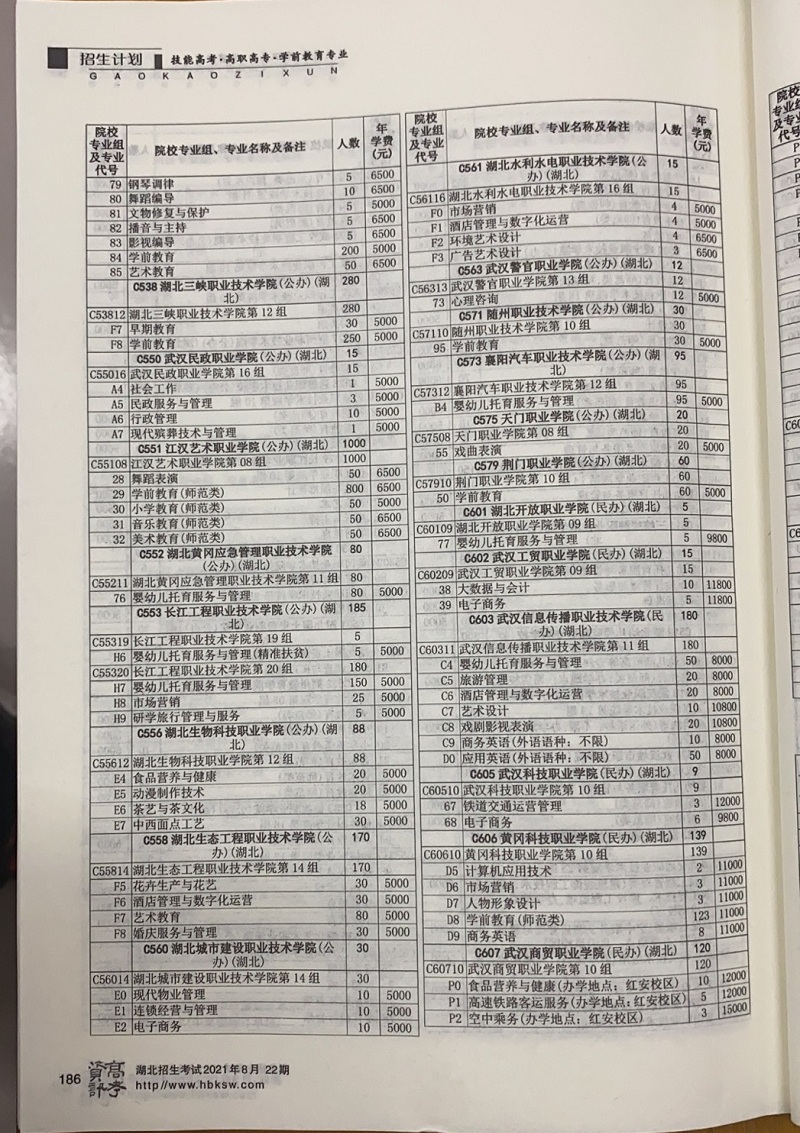 招生计划 技能高考·高职高专·学前教育专业
GAOKAOZIXUN
院校专业组及专业代号 院校专业组、专业名称及备注 人数 年学费(元)
79 钢琴调律 5 6500
80 舞蹈编导 10 6500
81 文物修复与保护 5 5000
82 播音与主持 5 6500
83 影视编导 5 6500
84 学前教育 200 5000
85 艺术教育 50 6500
C538 湖北三峡职业技术学院(公办)(湖 280
北)
C53812 湖北三峡职业技术学院第 12 组 280
F7 早期教育 30 5000
F8 学前教育 250 5000
C550 武汉民政职业学院(公办)(湖北) 15
C55016 武汉民政职业学院第 16 组 15
A4 社会工作 1 5000
A5 民政服务与管理 3 5000
A6 行政管理 10 5000
A7 现代殡葬技术与管理 1 5000
C551 江汉艺术职业学院(公办)(湖北) 1000
C55108 江汉艺术职业学院第 08 组 1000
28 舞蹈表演 50 6500
29 学前教育(师范类) 800 6500
30 小学教育(师范类) 50 5000
31 音乐教育(师范类) 50 6500
32 美术教育(师范类) 50 6500
C552 湖北黄冈应急管理职业技术学院 80
(公办)(湖北)
C55211 湖北黄冈应急管理职业技术学院第 11 组 80
76 婴幼儿托育服务与管理 80 5000
C553 长江工程职业技术学院(公办)(湖 185
北)
C55319 长江工程职业技术学院第 19 组 5
H6 婴幼儿托育服务与管理(精准扶贫) 5 5000
C55320 长江工程职业技术学院第 20 组 180
H7 婴幼儿托育服务与管理 150 5000
H8 市场营销 25 5000
H9 研学旅行管理与服务 5 5000
C556 湖北生物科技职业学院(公办)(湖 88
北)
C55612 湖北生物科技职业学院第 12 组 88
E4 食品营养与健康 20 5000
E5 动漫制作技术 20 5000
E6 茶艺与茶文化 18 5000
E7 中西面点工艺 30 5000
C558 湖北生态工程职业技术学院(公 170
办)(湖北)
C55814 湖北生态工程职业技术学院第 14 组 170
F5 花卉生产与花艺 30 5000
F6 酒店管理与数字化运营 30 5000
F7 艺术教育 80 5000
F8 婚庆服务与管理 30 5000
C560 湖北城市建设职业技术学院(公 30
办)(湖北)
C56014 湖北城市建设职业技术学院第 14 组 30
E0 现代物业管理 10 5000
E1 连锁经营与管理 10 5000
E2 电子商务 10 5000
院校专业组及专业代号 院校专业组、专业名称及备注 人数 年学费(元)
C561 湖北水利水电职业技术学院(公 15
办)(湖北)
C56116 湖北水利水电职业技术学院第 16 组 15
F0 市场营销 4 5000
F1 酒店管理与数字化运营 4 5000
F2 环境艺术设计 4 6500
F3 广告艺术设计 3 6500
C563 武汉警官职业学院(公办)(湖北) 12
C56313 武汉警官职业学院第 13 组 12
73 心理咨询 12 5000
C571 随州职业技术学院(公办)(湖北) 30
C57110 随州职业技术学院第 10 组 30
95 学前教育 30 5000
C573 襄阳汽车职业技术学院(公办)(湖 95
北)
C57312 襄阳汽车职业技术学院第 12 组 95
B4 婴幼儿托育服务与管理 95 5000
C575 天门职业学院(公办)(湖北) 20
C57508 天门职业学院第 08 组 20
55 戏曲表演 20 5000
C579 荆门职业学院(公办)(湖北) 60
C57910 荆门职业学院第 10 组 60
50 学前教育 60 5000
C601 湖北开放职业学院(民办)(湖北) 5
C60109 湖北开放职业学院第 09 组 5
77 婴幼儿托育服务与管理 5 9800
C602 武汉工贸职业学院(民办)(湖北) 15
C60209 武汉工贸职业学院第 09 组 15
38 大数据与会计 10 11800
39 电子商务 5 11800
C603 武汉信息传播职业技术学院(民 180
办)(湖北)
C60311 武汉信息传播职业技术学院第 11 组 180
C4 婴幼儿托育服务与管理 50 8000
C5 旅游管理 20 8000
C6 酒店管理与数字化运营 20 8000
C7 艺术设计 10 10800
C8 戏剧影视表演 20 10800
C9 商务英语(外语语种：不限) 10 8000
D0 应用英语(外语语种：不限) 50 8000
C605 武汉科技职业学院(民办)(湖北) 9
C60510 武汉科技职业学院第 10 组 9
67 铁道交通运营管理 3 12000
68 电子商务 6 9800
C606 黄冈科技职业学院(民办)(湖北) 139
C60610 黄冈科技职业学院第 10 组 139
D5 计算机应用技术 2 11000
D6 市场营销 3 11000
D7 人物形象设计 3 11000
D8 学前教育(师范类) 123 11000
D9 商务英语 8 11000
C607 武汉商贸职业学院(民办)(湖北) 120
C60710 武汉商贸职业学院第 10 组 120
P0 食品营养与健康(办学地点：红安校区) 10 12000
P1 高速铁路客运服务(办学地点：红安校区) 5 12000
P2 空中乘务(办学地点：红安校区) 3 15000
186 高考资讯 湖北招生考试2021年8月 22期
http://www.hbksw.com